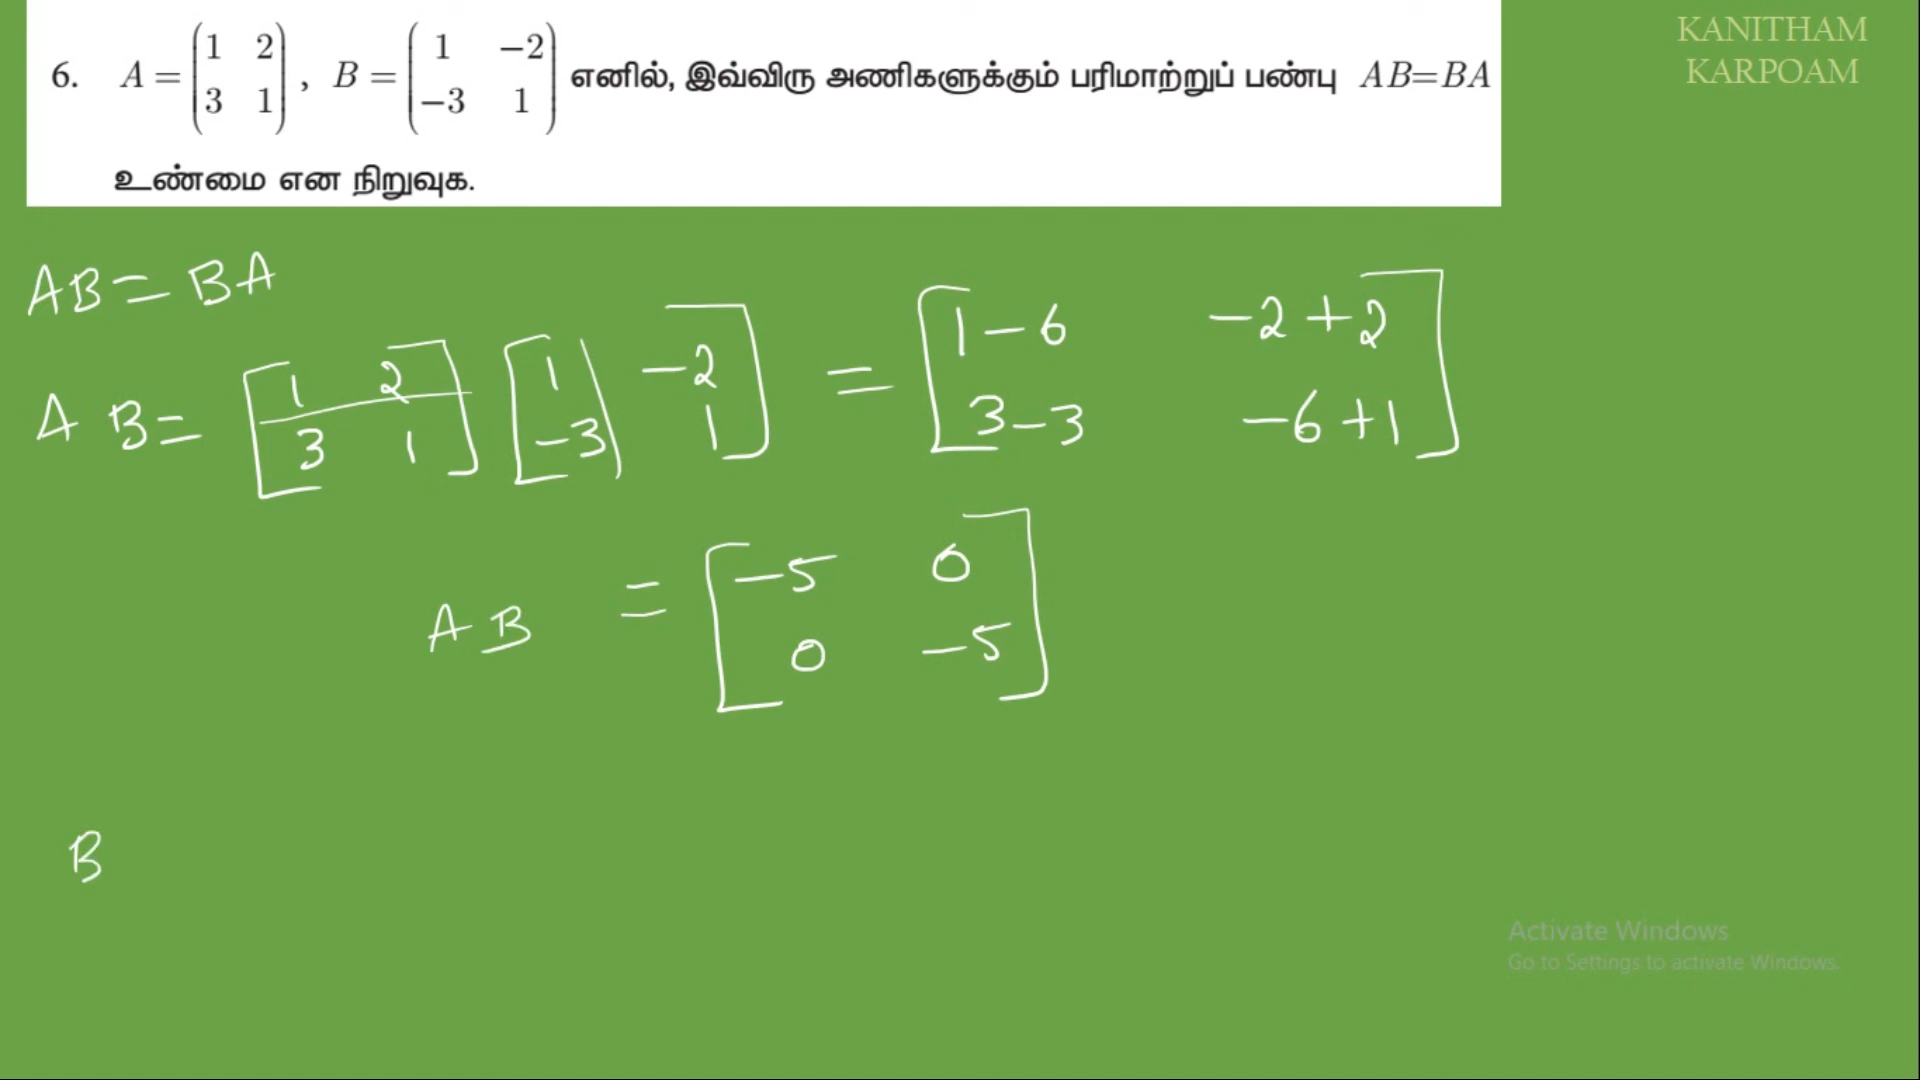 KANITHAM
KARPOAM
6. A = (1 2 3 1), B = (1 −2 −3 1) எனில், இவ்விரு அணிகளுக்கும் பரிமாற்றுப் பண்பு AB=BA
உண்மை என நிறுவுக.
AB = BA
AB = [1 2 3 1] [1 -2 -3 1] = [1-6 -2+2 3-3 -6+1]
AB = [-5 0 0 -5]
B
Activate Windows
Go to Settings to activate Windows.